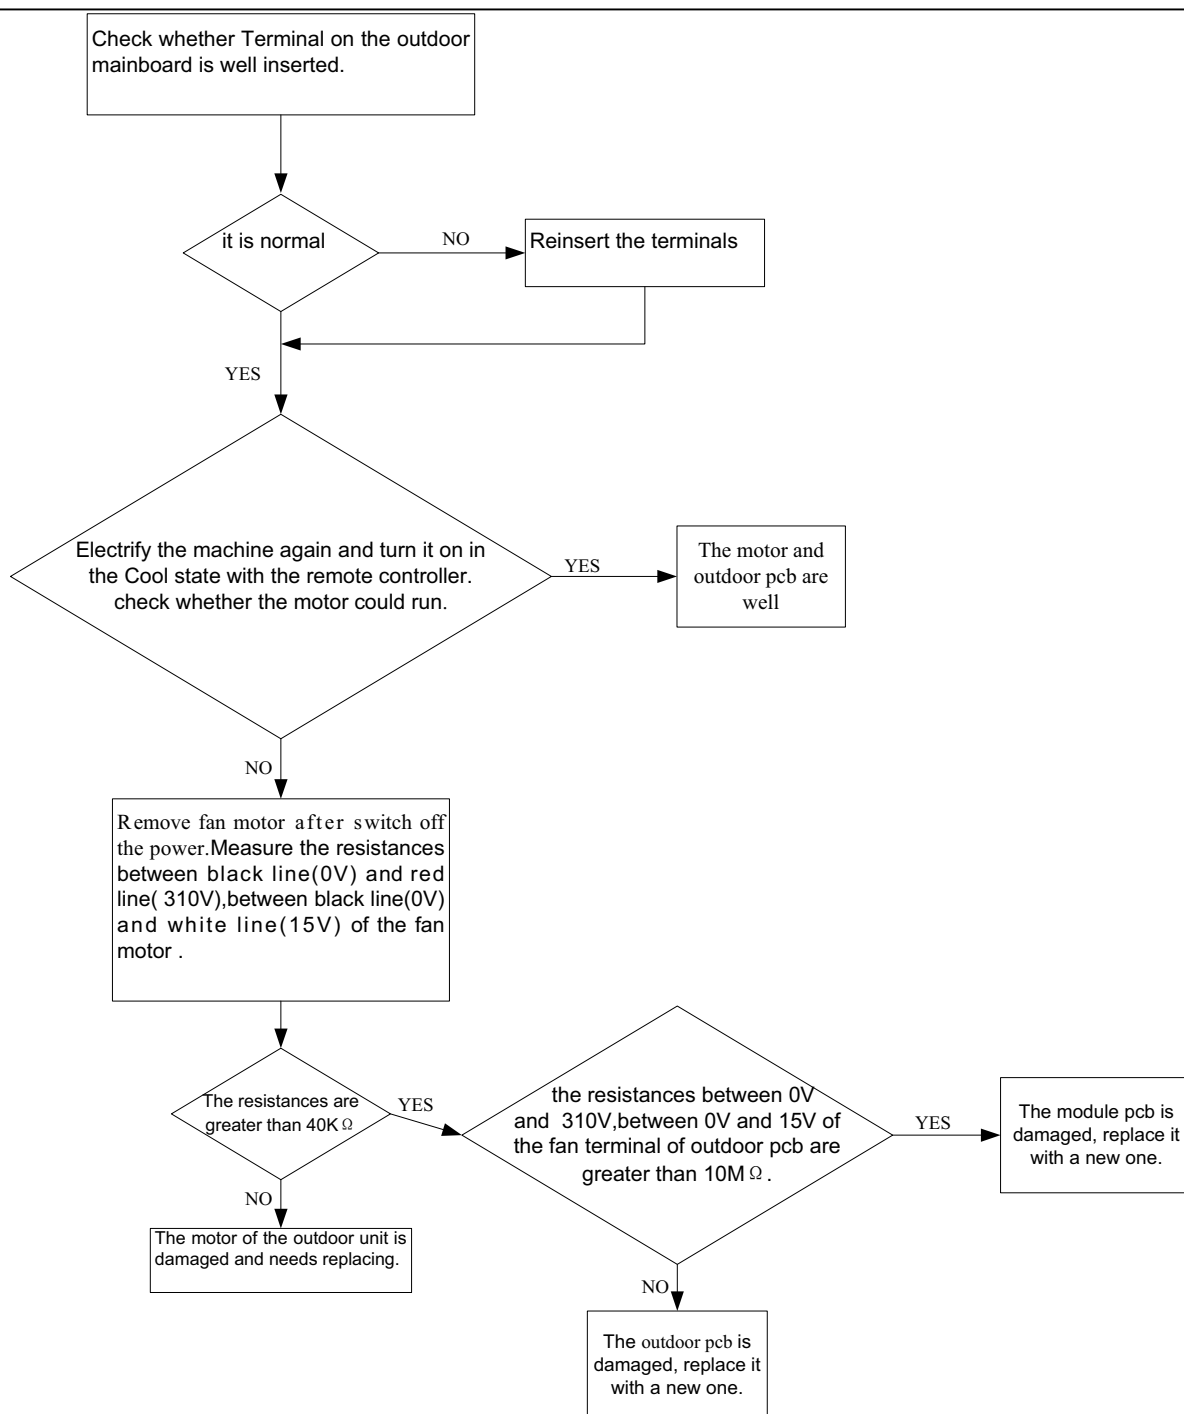 Check whether Terminal on the outdoor
mainboard is well inserted.
it is normal
NO
Reinsert the terminals
YES
Electrify the machine again and turn it on in
the Cool state with the remote controller.
check whether the motor could run.
YES
The motor and
outdoor pcb are
well
NO
Remove fan motor after switch off
the power.Measure the resistances
between black line(0V) and red
line( 310V),between black line(0V)
and white line(15V) of the fan
motor .
The resistances are
greater than 40K Ω
YES
the resistances between 0V
and 310V,between 0V and 15V of
the fan terminal of outdoor pcb are
greater than 10M Ω .
YES
The module pcb is
damaged, replace it
with a new one.
NO
The motor of the outdoor unit is
damaged and needs replacing.
NO
The outdoor pcb is
damaged, replace it
with a new one.